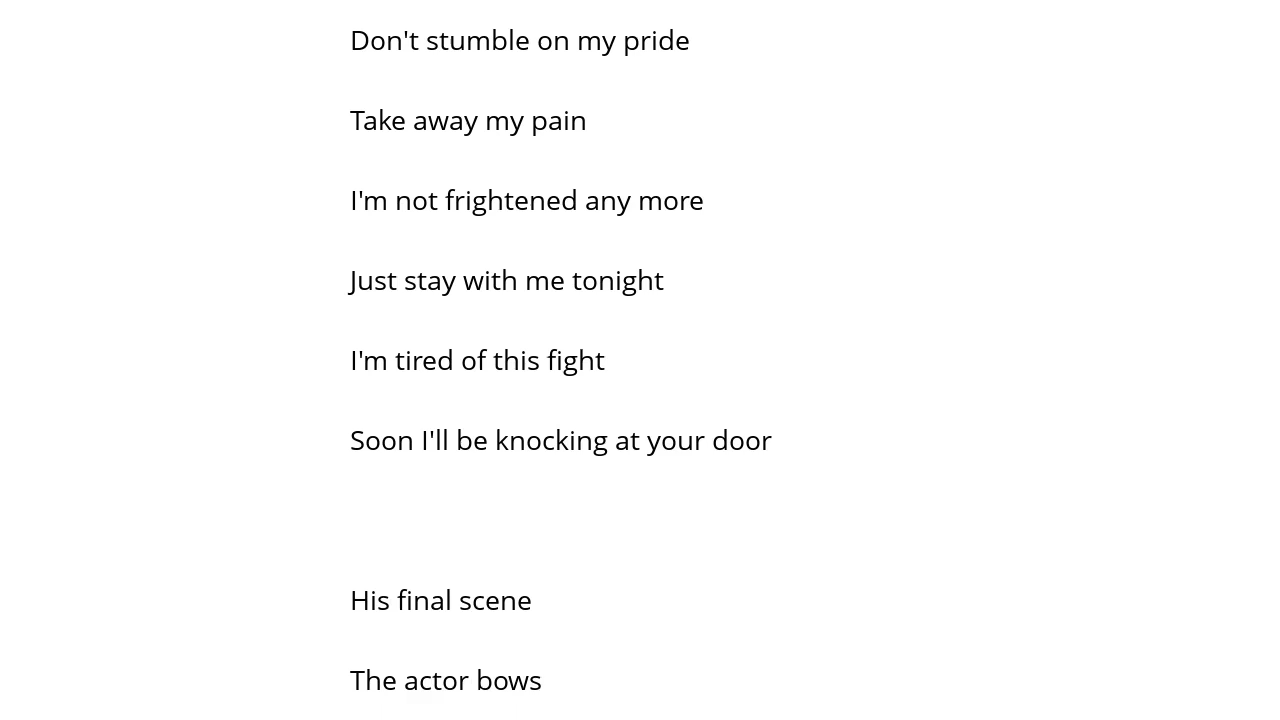 Don't stumble on my pride
Take away my pain
I'm not frightened any more
Just stay with me tonight
I'm tired of this fight
Soon I'll be knocking at your door
His final scene
The actor bows